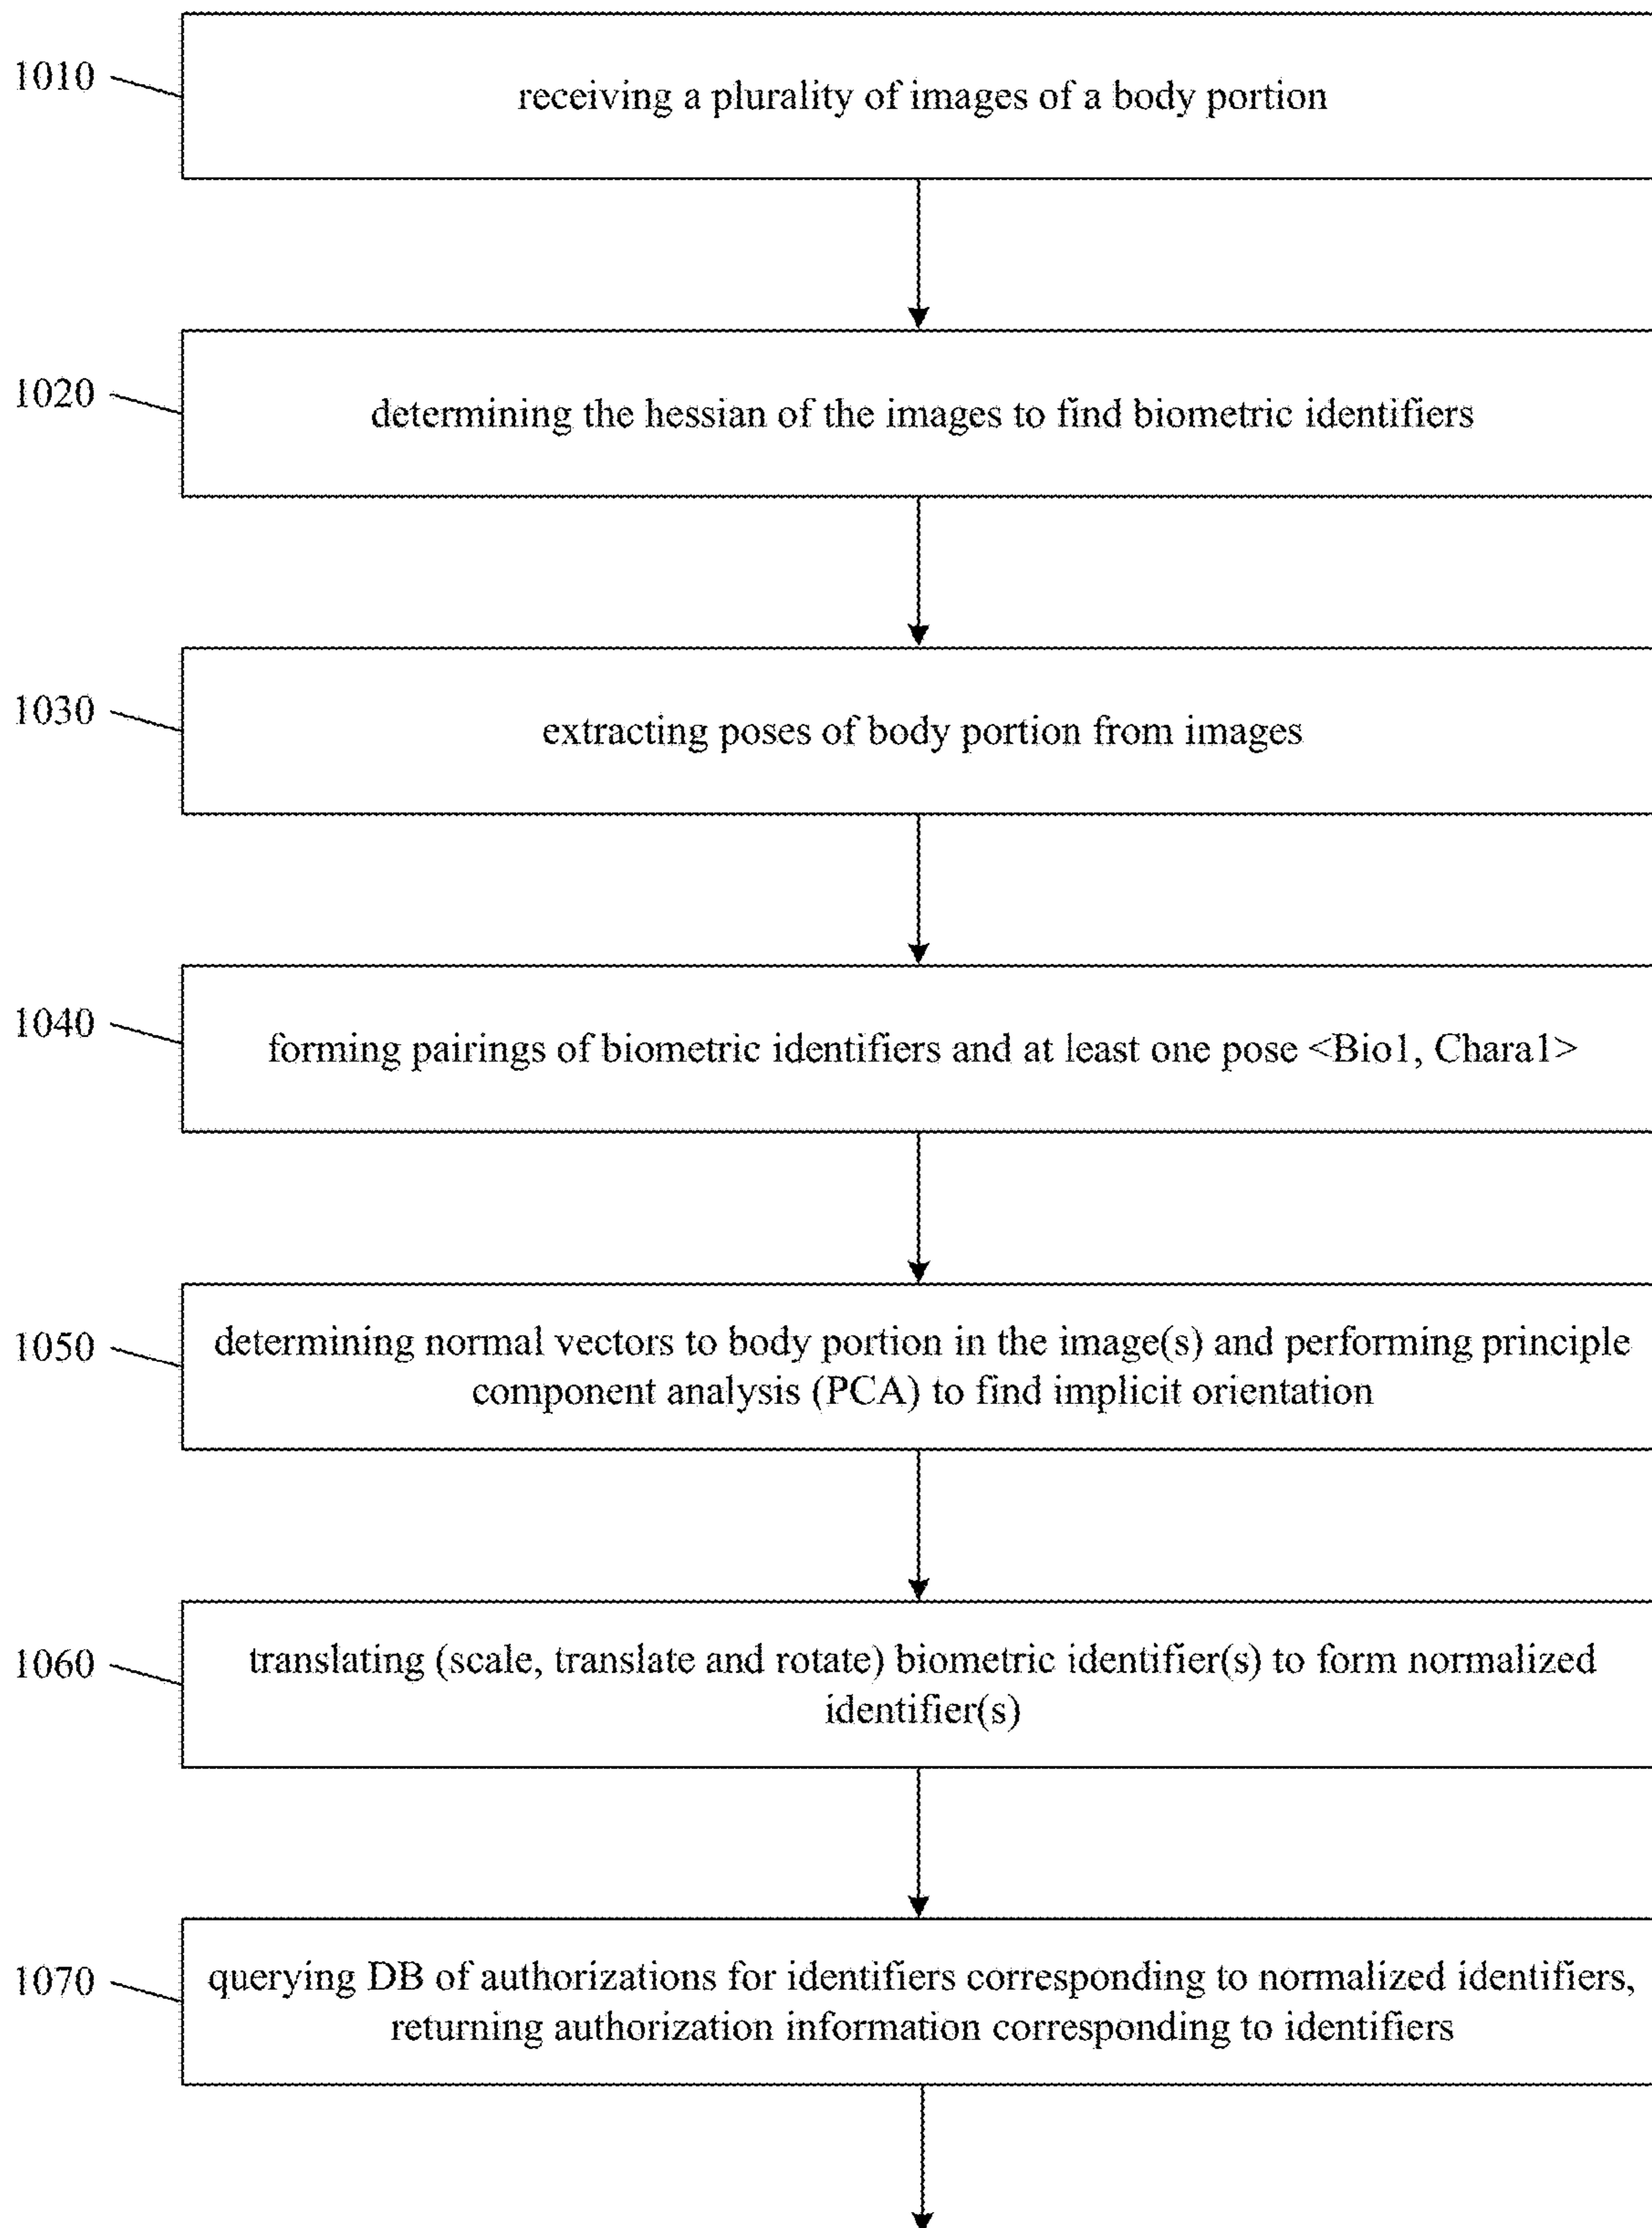 1010
receiving a plurality of images of a body portion
1020
determining the hessian of the images to find biometric identifiers
1030
extracting poses of body portion from images
1040
forming pairings of biometric identifiers and at least one pose <Bio1, Chara1>
1050
determining normal vectors to body portion in the image(s) and performing principle
component analysis (PCA) to find implicit orientation
1060
translating (scale, translate and rotate) biometric identifier(s) to form normalized
identifier(s)
1070
querying DB of authorizations for identifiers corresponding to normalized identifiers,
returning authorization information corresponding to identifiers